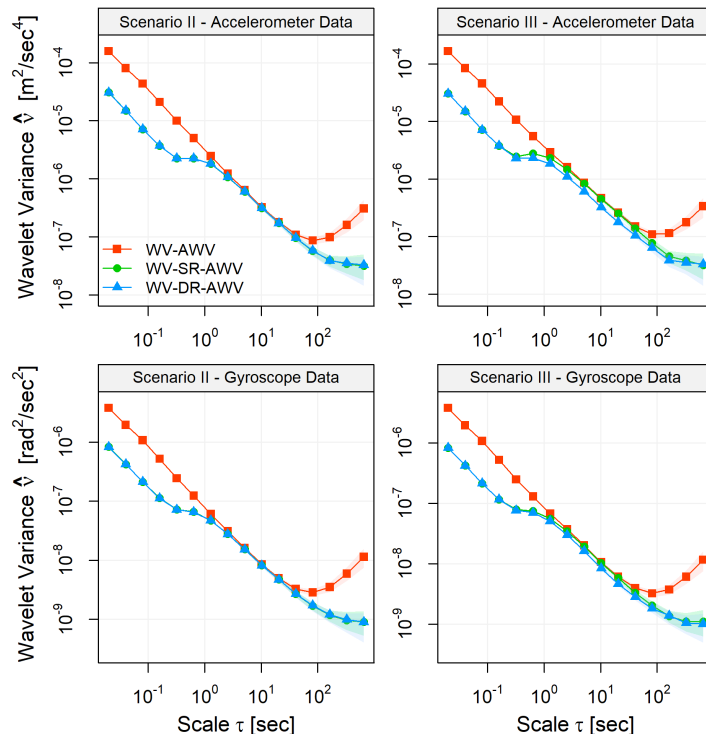 Scenario II - Accelerometer Data
Scenario III - Accelerometer Data
Wavelet Variance ν̂ [m²/sec⁴]
10⁻⁴
10⁻⁵
10⁻⁶
10⁻⁷
10⁻⁸
WV-AWV
WV-SR-AWV
WV-DR-AWV
10⁻¹ 10⁰ 10¹ 10²
10⁻⁴
10⁻⁵
10⁻⁶
10⁻⁷
10⁻⁸
10⁻¹ 10⁰ 10¹ 10²
Scenario II - Gyroscope Data
Scenario III - Gyroscope Data
Wavelet Variance ν̂ [rad²/sec²]
10⁻⁶
10⁻⁷
10⁻⁸
10⁻⁹
10⁻¹ 10⁰ 10¹ 10²
Scale τ [sec]
10⁻⁶
10⁻⁷
10⁻⁸
10⁻⁹
10⁻¹ 10⁰ 10¹ 10²
Scale τ [sec]